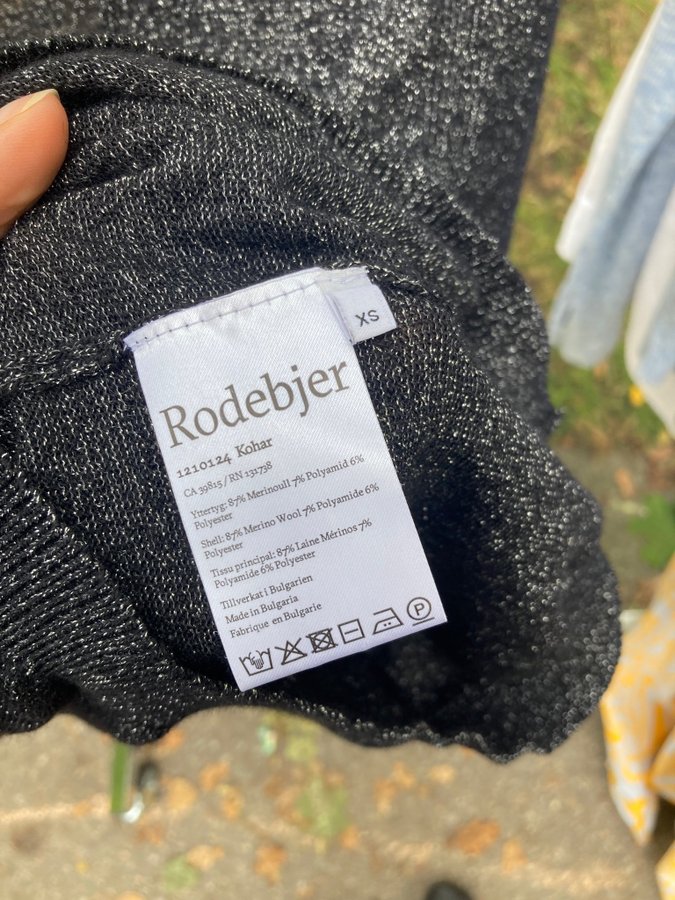 XS
Rodebjer
1210124 Kohar
CA 39815 / RN 131738
Yttertyg: 87% Merinoull 7% Polyamid 6%
Polyester
Shell: 87% Merino Wool 7% Polyamide 6%
Polyester
Tissu principal: 87% Laine Mérinos 7%
Polyamide 6% Polyester
Tillverkat i Bulgarien
Made in Bulgaria
Fabrique en Bulgarie
P